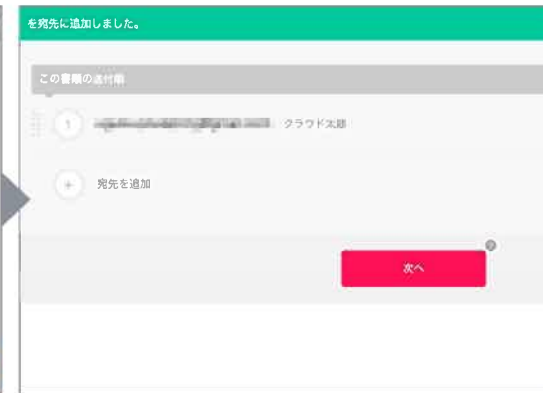 を宛先に追加しました。
この書類の送付順
1 クラウド太郎
+ 宛先を追加
?
次へ